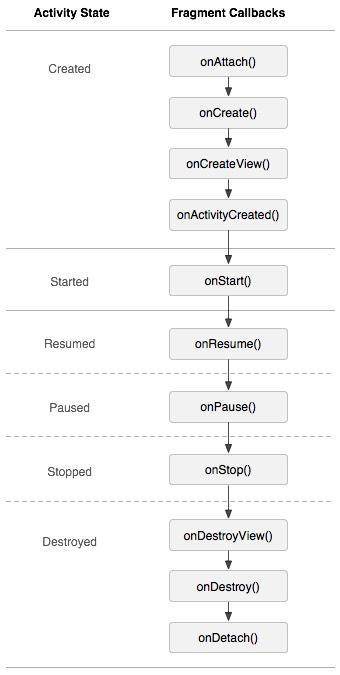 Activity State Fragment Callbacks
Created
onAttach()
onCreate()
onCreateView()
onActivityCreated()
Started
onStart()
Resumed
onResume()
Paused
onPause()
Stopped
onStop()
Destroyed
onDestroyView()
onDestroy()
onDetach()